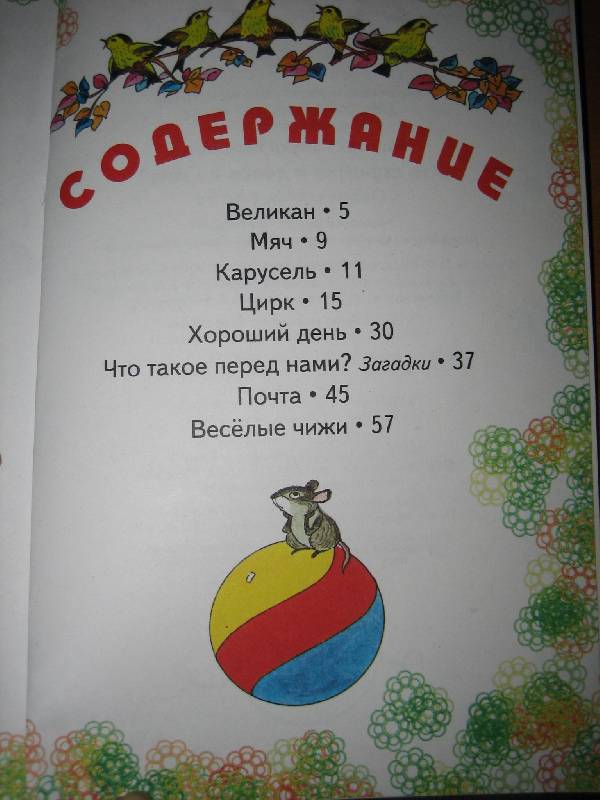 СОДЕРЖАНИЕ
Великан • 5
Мяч • 9
Карусель • 11
Цирк • 15
Хороший день • 30
Что такое перед нами? Загадки • 37
Почта • 45
Весёлые чижи • 57